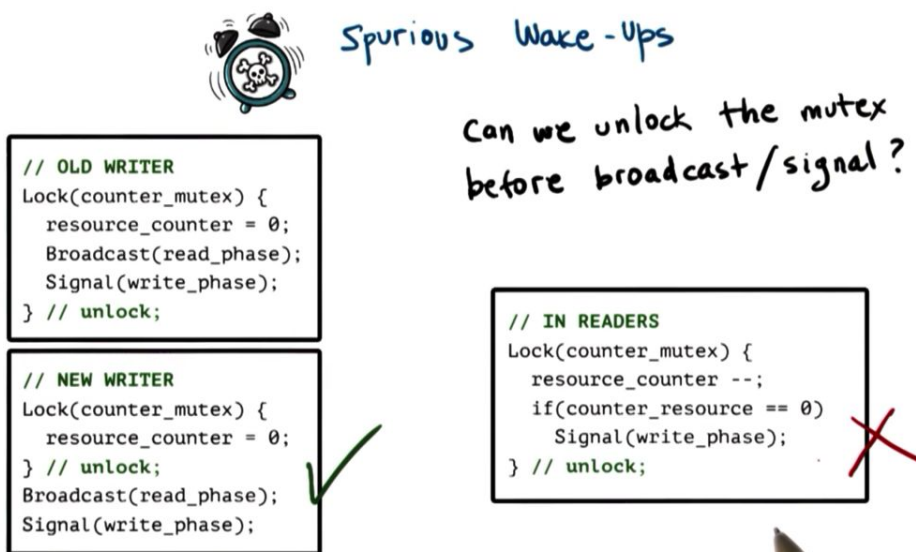 Spurious Wake-Ups
Can we unlock the mutex
before broadcast/signal?
// OLD WRITER
Lock(counter_mutex) {
resource_counter = 0;
Broadcast(read_phase);
Signal(write_phase);
} // unlock;
// NEW WRITER
Lock(counter_mutex) {
resource_counter = 0;
} // unlock;
Broadcast(read_phase);
Signal(write_phase);
// IN READERS
Lock(counter_mutex) {
resource_counter --;
if(counter_resource == 0)
Signal(write_phase);
} // unlock;